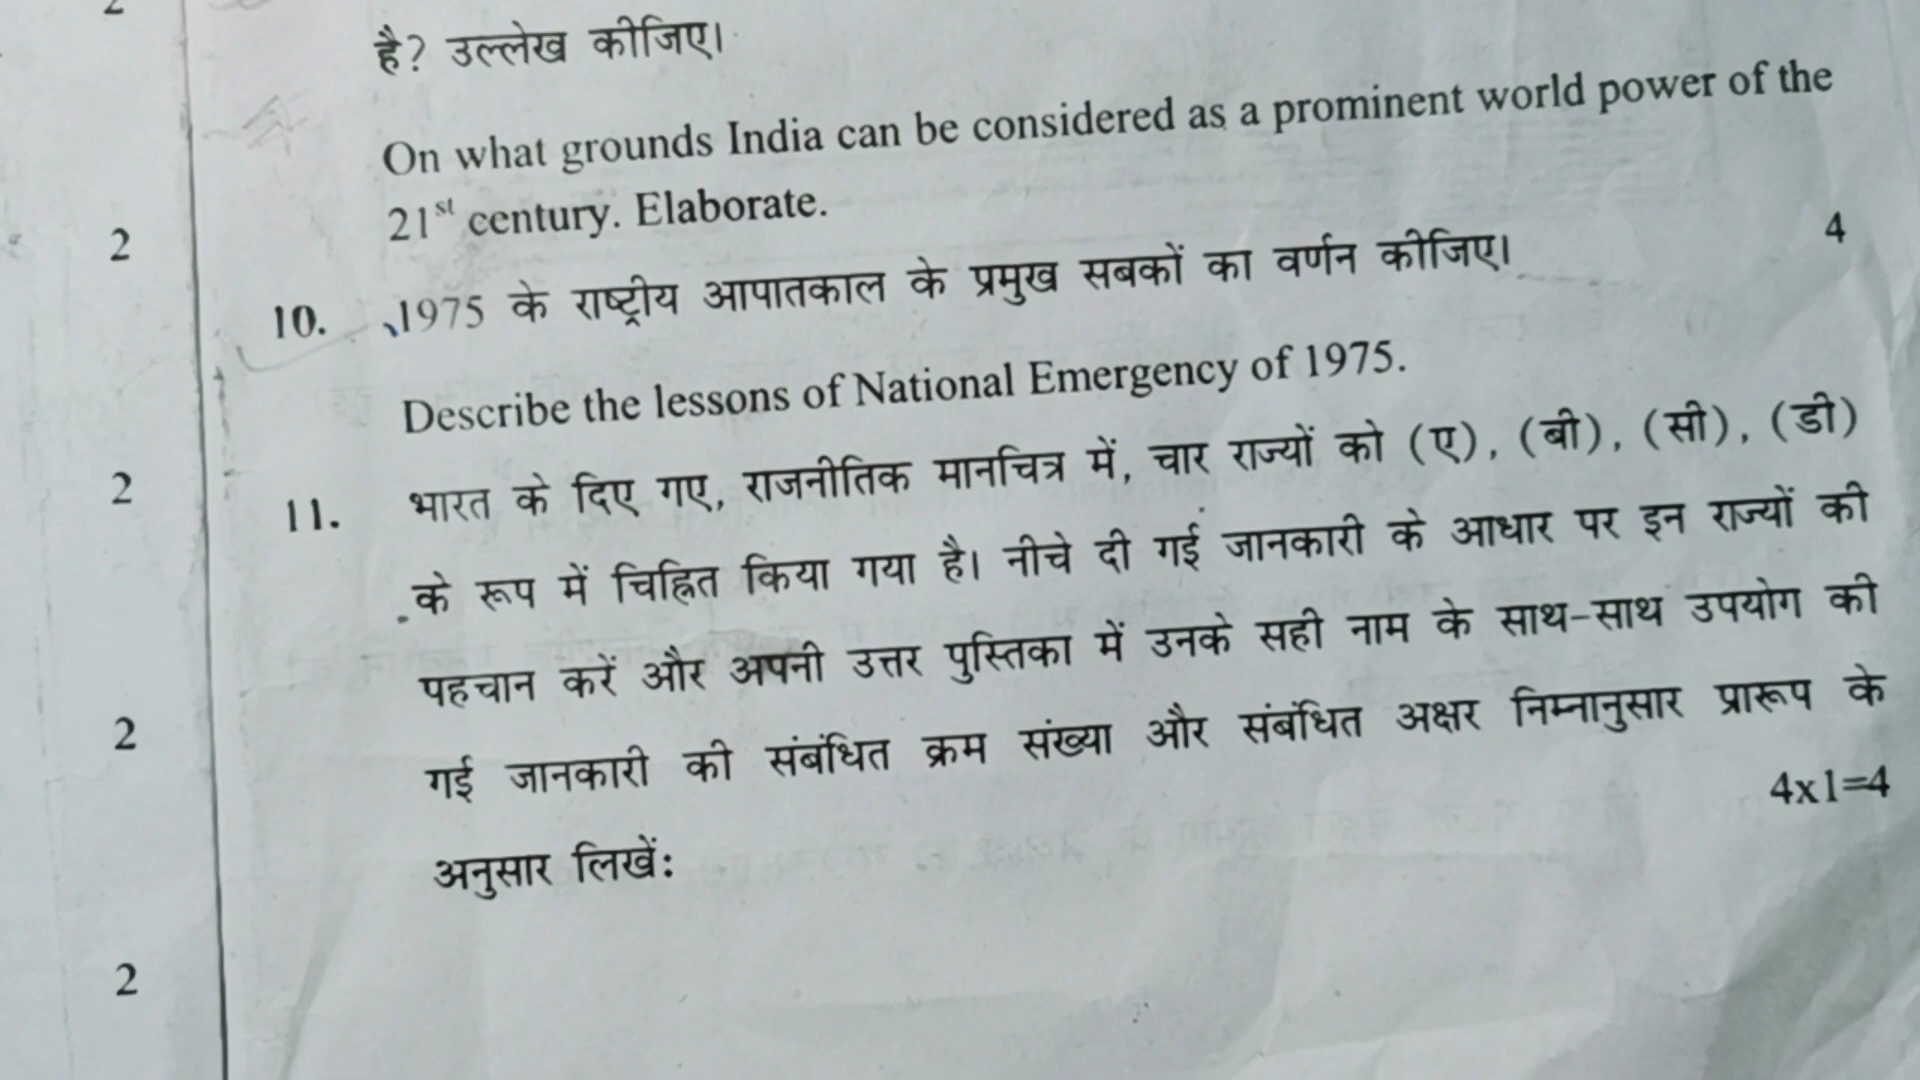 2
है? उल्लेख कीजिए।
On what grounds India can be considered as a prominent world power of the
21st century. Elaborate.
2
4
10. 1975 के राष्ट्रीय आपातकाल के प्रमुख सबकों का वर्णन कीजिए।
Describe the lessons of National Emergency of 1975.
2
11. भारत के दिए गए, राजनीतिक मानचित्र में, चार राज्यों को (ए), (बी), (सी), (डी)
के रूप में चिह्नित किया गया है। नीचे दी गई जानकारी के आधार पर इन राज्यों की
पहचान करें और अपनी उत्तर पुस्तिका में उनके सही नाम के साथ-साथ उपयोग की
2
गई जानकारी की संबंधित क्रम संख्या और संबंधित अक्षर निम्नानुसार प्रारूप के
अनुसार लिखें:
4x1=4
2